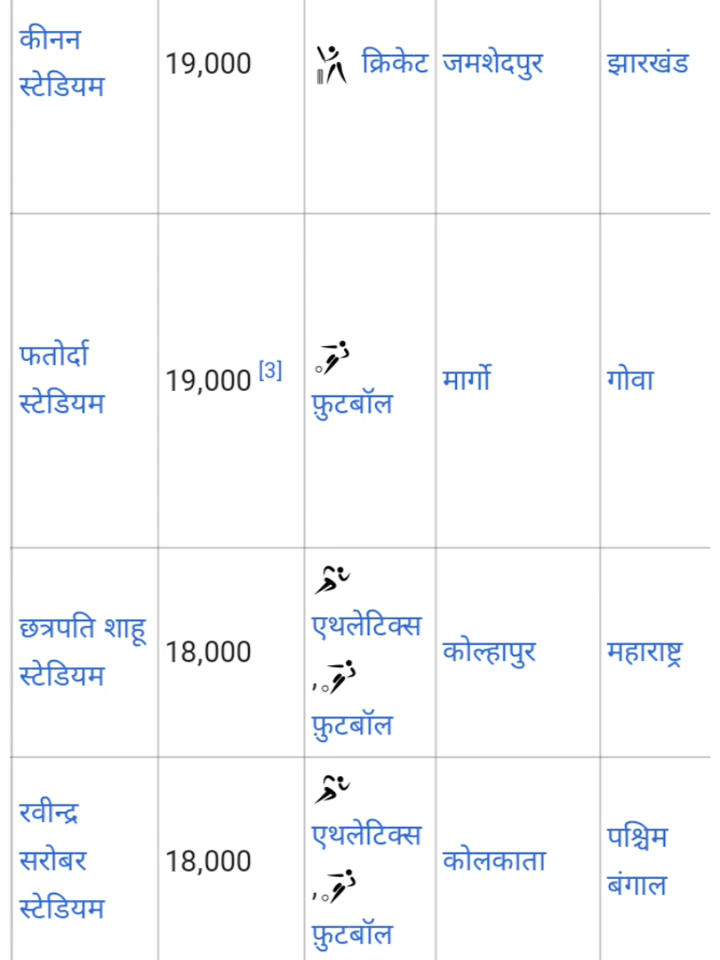 कीनन
स्टेडियम
19,000
क्रिकेट
जमशेदपुर
झारखंड
फतोर्दा
स्टेडियम
19,000 [3]
फ़ुटबॉल
मार्गो
गोवा
छत्रपति शाहू
स्टेडियम
18,000
एथलेटिक्स
,
फ़ुटबॉल
कोल्हापुर
महाराष्ट्र
रवीन्द्र
सरोबर
स्टेडियम
18,000
एथलेटिक्स
,
फ़ुटबॉल
कोलकाता
पश्चिम
बंगाल